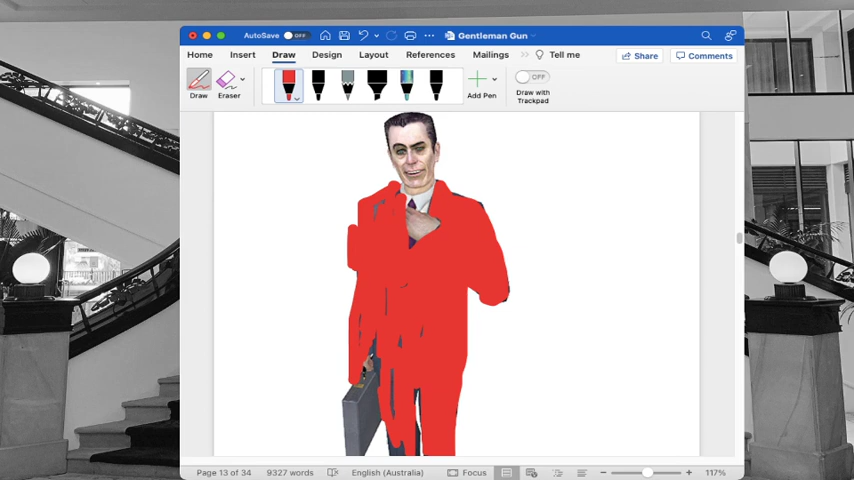 AutoSave OFF Gentleman Gun
Home Insert Draw Design Layout References Mailings >> Tell me Share Comments
Draw Eraser Add Pen OFF Draw with Trackpad
Page 13 of 34 9327 words English (Australia) Focus 117%